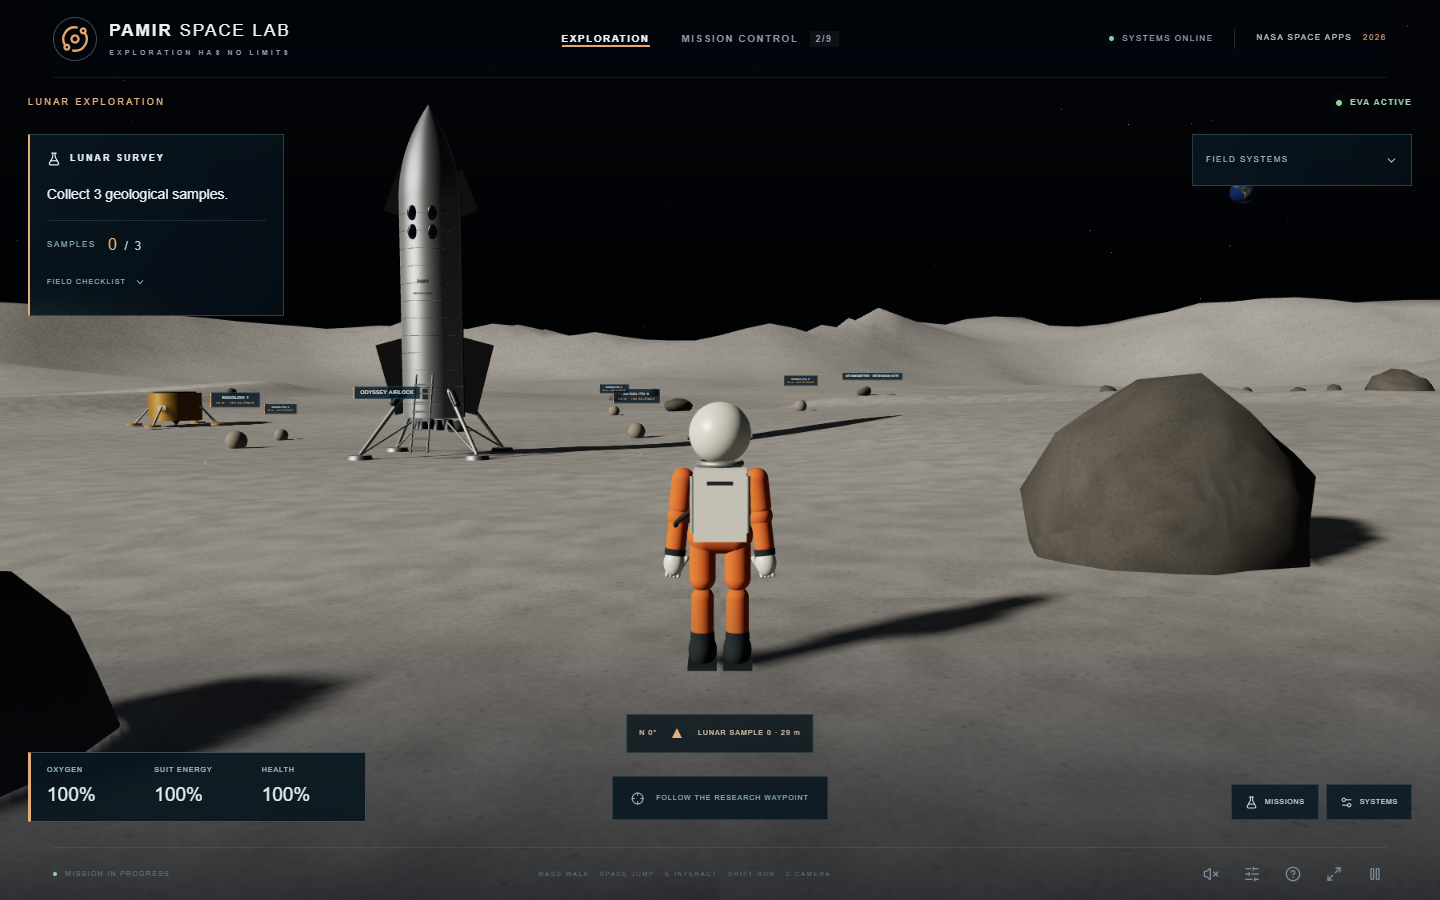 PAMIR SPACE LAB
EXPLORATION HAS NO LIMITS
EXPLORATION
MISSION CONTROL 2/9
SYSTEMS ONLINE
NASA SPACE APPS 2026
LUNAR EXPLORATION
EVA ACTIVE
LUNAR SURVEY
Collect 3 geological samples.
SAMPLES 0 / 3
FIELD CHECKLIST
FIELD SYSTEMS
ODYSSEY AIRLOCK
N 0° LUNAR SAMPLE 0 · 29 m
FOLLOW THE RESEARCH WAYPOINT
OXYGEN SUIT ENERGY HEALTH
100% 100% 100%
MISSIONS
SYSTEMS
MISSION IN PROGRESS
WASD WALK · SPACE JUMP · E INTERACT · SHIFT RUN · C CAMERA